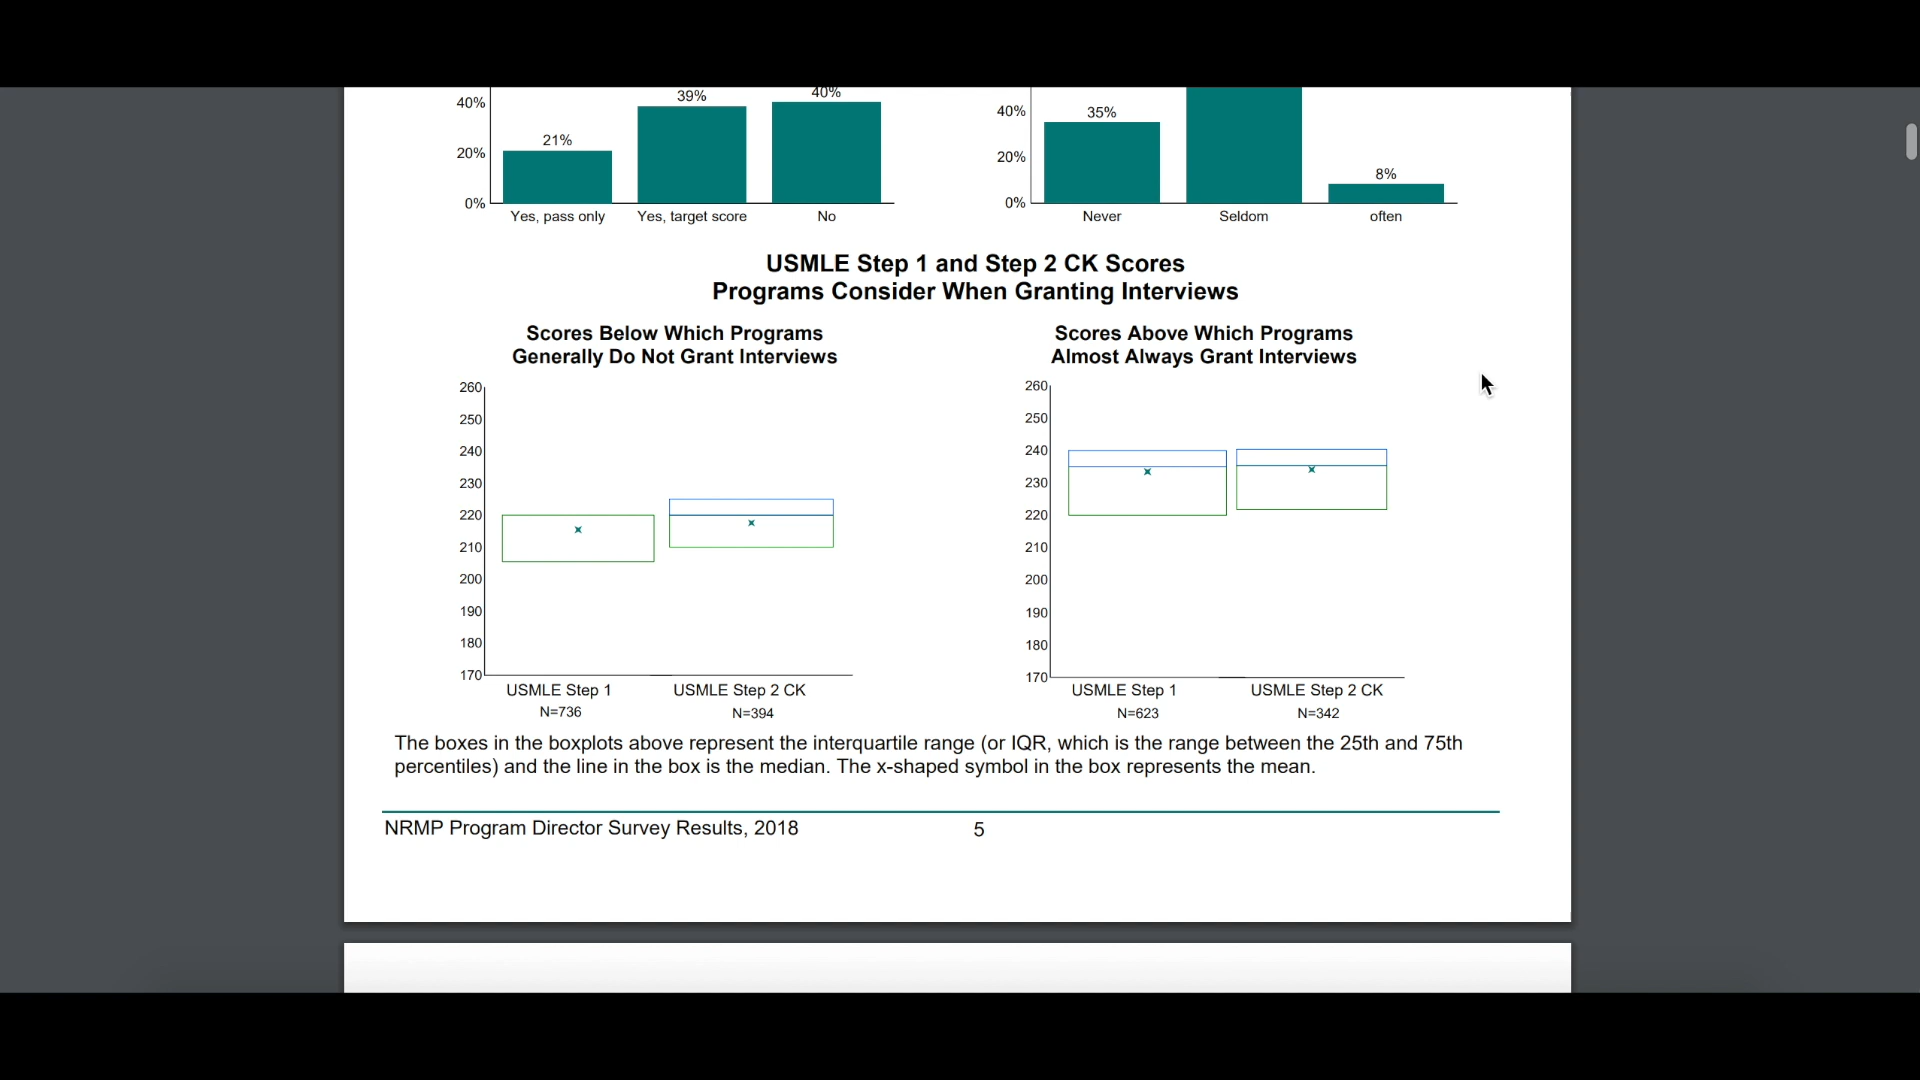 40%
20%
0%
21%
39%
40%
Yes, pass only
Yes, target score
No
40%
20%
0%
35%
8%
Never
Seldom
often
USMLE Step 1 and Step 2 CK Scores
Programs Consider When Granting Interviews
Scores Below Which Programs
Generally Do Not Grant Interviews
260
250
240
230
220
210
200
190
180
170
USMLE Step 1
USMLE Step 2 CK
N=736
N=394
Scores Above Which Programs
Almost Always Grant Interviews
260
250
240
230
220
210
200
190
180
170
USMLE Step 1
USMLE Step 2 CK
N=623
N=342
The boxes in the boxplots above represent the interquartile range (or IQR, which is the range between the 25th and 75th
percentiles) and the line in the box is the median. The x-shaped symbol in the box represents the mean.
NRMP Program Director Survey Results, 2018
5